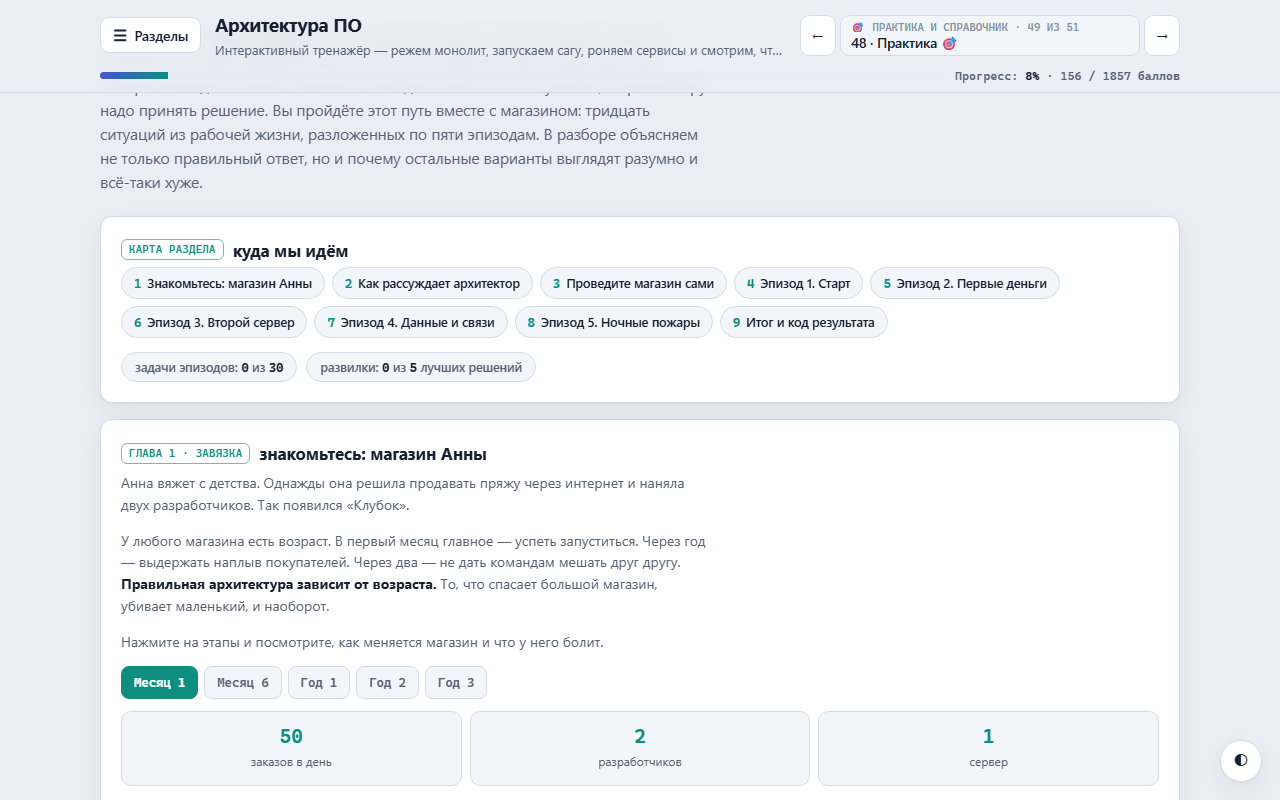 ☰ Разделы
Архитектура ПО
Интерактивный тренажёр — режем монолит, запускаем сагу, роняем сервисы и смотрим, чт...
←
🎯 ПРАКТИКА И СПРАВОЧНИК · 49 ИЗ 51
48 · Практика 🎯
→
Прогресс: 8% · 156 / 1857 баллов
надо принять решение. Вы пройдёте этот путь вместе с магазином: тридцать
ситуаций из рабочей жизни, разложенных по пяти эпизодам. В разборе объясняем
не только правильный ответ, но и почему остальные варианты выглядят разумно и
всё-таки хуже.
КАРТА РАЗДЕЛА куда мы идём
1 Знакомьтесь: магазин Анны
2 Как рассуждает архитектор
3 Проведите магазин сами
4 Эпизод 1. Старт
5 Эпизод 2. Первые деньги
6 Эпизод 3. Второй сервер
7 Эпизод 4. Данные и связи
8 Эпизод 5. Ночные пожары
9 Итог и код результата
задачи эпизодов: 0 из 30
развилки: 0 из 5 лучших решений
ГЛАВА 1 · ЗАВЯЗКА знакомьтесь: магазин Анны
Анна вяжет с детства. Однажды она решила продавать пряжу через интернет и наняла
двух разработчиков. Так появился «Клубок».
У любого магазина есть возраст. В первый месяц главное — успеть запуститься. Через год
— выдержать наплыв покупателей. Через два — не дать командам мешать друг другу.
Правильная архитектура зависит от возраста. То, что спасает большой магазин,
убивает маленький, и наоборот.
Нажмите на этапы и посмотрите, как меняется магазин и что у него болит.
Месяц 1
Месяц 6
Год 1
Год 2
Год 3
50
заказов в день
2
разработчиков
1
сервер